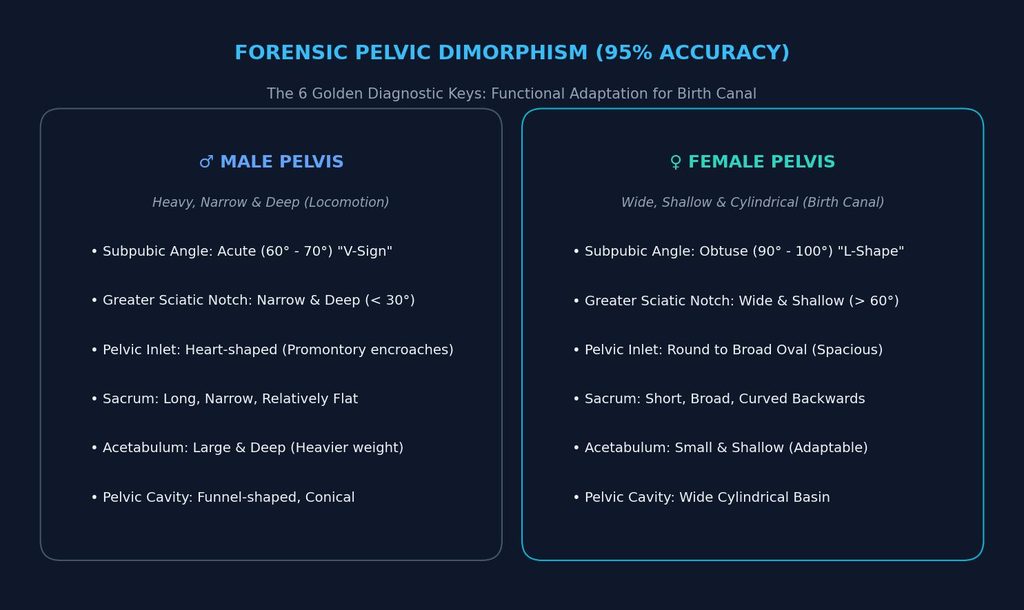 FORENSIC PELVIC DIMORPHISM (95% ACCURACY)
The 6 Golden Diagnostic Keys: Functional Adaptation for Birth Canal
♂ MALE PELVIS
Heavy, Narrow & Deep (Locomotion)
• Subpubic Angle: Acute (60° - 70°) "V-Sign"
• Greater Sciatic Notch: Narrow & Deep (< 30°)
• Pelvic Inlet: Heart-shaped (Promontory encroaches)
• Sacrum: Long, Narrow, Relatively Flat
• Acetabulum: Large & Deep (Heavier weight)
• Pelvic Cavity: Funnel-shaped, Conical
♀ FEMALE PELVIS
Wide, Shallow & Cylindrical (Birth Canal)
• Subpubic Angle: Obtuse (90° - 100°) "L-Shape"
• Greater Sciatic Notch: Wide & Shallow (> 60°)
• Pelvic Inlet: Round to Broad Oval (Spacious)
• Sacrum: Short, Broad, Curved Backwards
• Acetabulum: Small & Shallow (Adaptable)
• Pelvic Cavity: Wide Cylindrical Basin